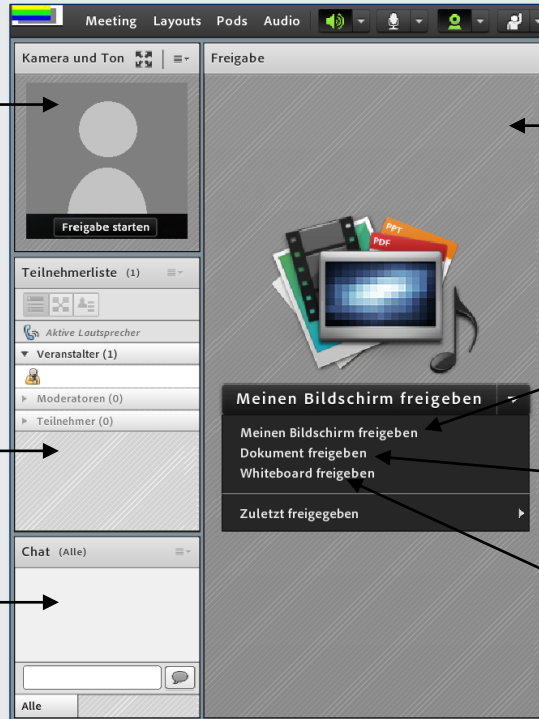 Meeting Layouts Pods Audio
Kamera und Ton
Freigabe starten
Teilnehmerliste (1)
Aktive Lautsprecher
Veranstalter (1)
Moderatoren (0)
Teilnehmer (0)
Chat (Alle)
Alle
Freigabe
PPT
PDF
Meinen Bildschirm freigeben
Meinen Bildschirm freigeben
Dokument freigeben
Whiteboard freigeben
Zuletzt freigegeben